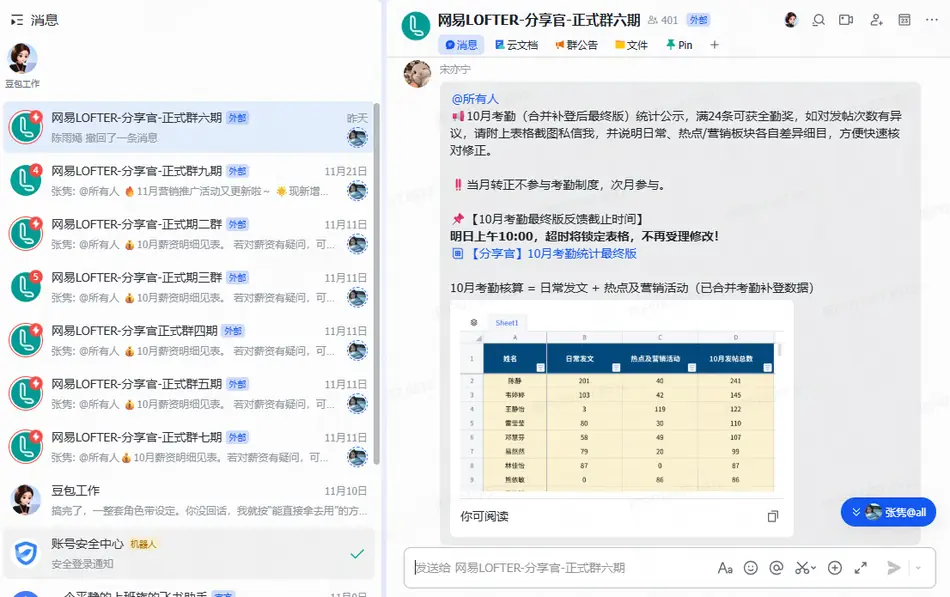 消息
豆包工作
网易LOFTER-分享官-正式群六期 外部 昨天
陈雨嫣 撤回了一条消息
网易LOFTER-分享官-正式群九期 外部 11月21日
张隽: @所有人 🔥11月营销推广活动又更新啦~ ☀️现新增...
网易LOFTER-分享官-正式期二群 外部 11月11日
张隽: @所有人 💰10月薪资明细见表。 若对薪资有疑问，可...
网易LOFTER-分享官-正式期三群 外部 11月11日
张隽: @所有人 💰10月薪资明细见表。 若对薪资有疑问，可...
网易LOFTER-分享官正式群四期 外部 11月11日
张隽: @所有人 💰10月薪资明细见表。 若对薪资有疑问，可...
网易LOFTER-分享官-正式群五期 外部 11月11日
张隽: @所有人 💰10月薪资明细见表。 若对薪资有疑问，可...
网易LOFTER-分享官-正式群七期 外部 11月11日
张隽: @所有人💰10月薪资明细见表。若对薪资有疑问，可...
豆包工作 11月10日
搞完了，一整套角色带设定。你没回话，我就按"能直接拿去用"的方...
账号安全中心 机器人
安全登录通知
网易LOFTER-分享官-正式群六期 401 外部
消息 云文档 群公告 文件 Pin
宋亦宁
@所有人
📢10月考勤（合并补登后最终版）统计公示，满24条可获全勤奖，如对发帖次数有异
议，请附上表格截图私信我，并说明日常、热点/营销板块各自差异细目，方便快速核
对修正。
‼️当月转正不参与考勤制度，次月参与。
📌【10月考勤最终版反馈截止时间】
明日上午10:00，超时将锁定表格，不再受理修改！
【分享官】10月考勤统计最终版
10月考勤核算 = 日常发文 + 热点及营销活动（已合并考勤补登数据）
Sheet1
A B C D
1 姓名 日常发文 热点及营销活动 10月发帖总数
2 陈静 201 40 241
3 韦婷婷 103 42 145
4 王静怡 3 119 122
5 雷莹莹 80 30 110
6 邓慧芬 58 49 107
7 易然然 79 20 99
8 林佳怡 87 0 87
9 熊依敏 0 86 86
你可阅读
张隽@all
发送给 网易LOFTER-分享官-正式群六期